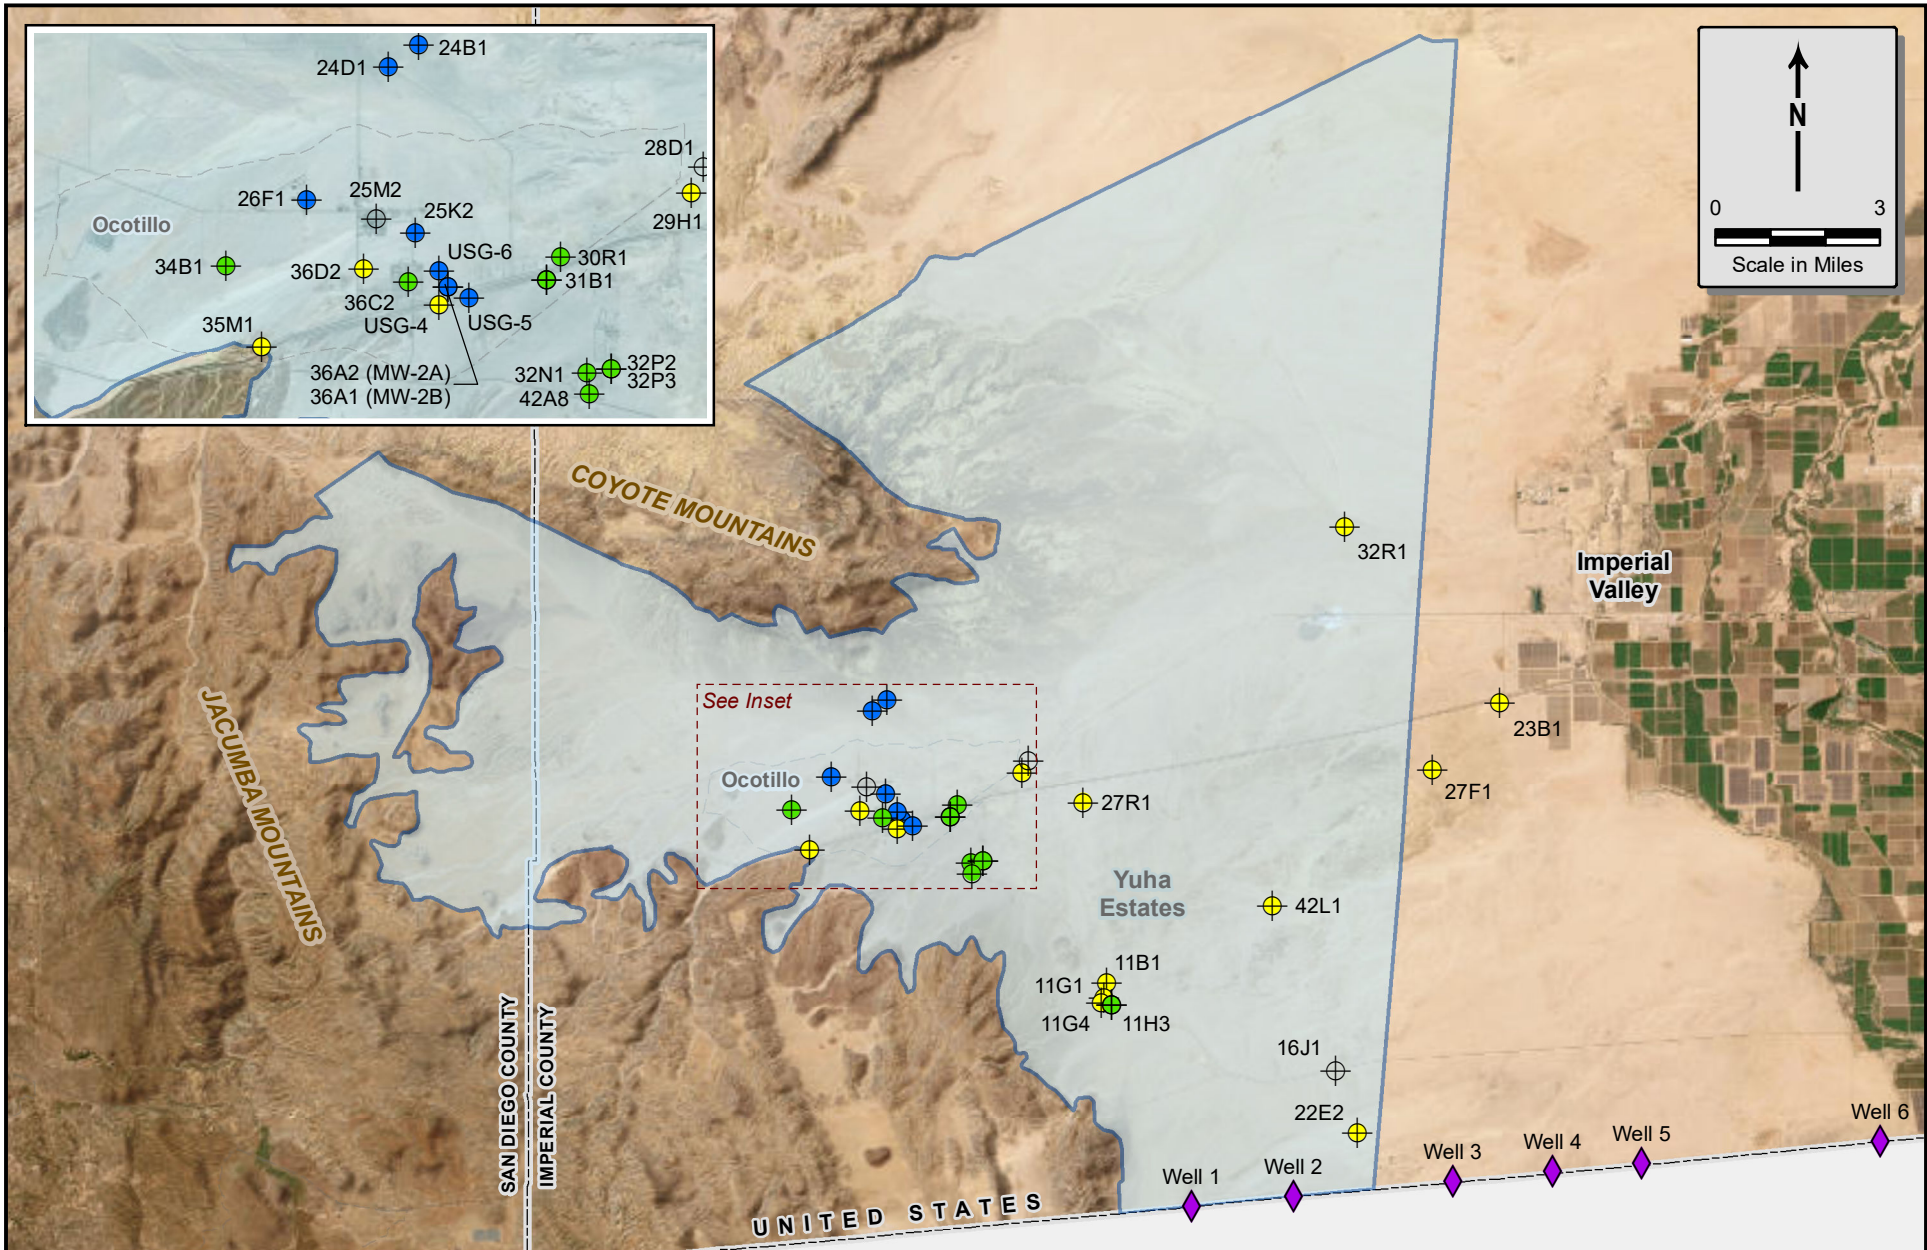 24B1
24D1
28D1
26F1
25M2
25K2
29H1
Ocotillo
USG-6
34B1
36D2
30R1
31B1
36C2
USG-4
USG-5
35M1
36A2 (MW-2A)
36A1 (MW-2B)
32N1
32P2
32P3
42A8
N
0 3
Scale in Miles
COYOTE MOUNTAINS
32R1
Imperial
Valley
JACUMBA MOUNTAINS
See Inset
Ocotillo
23B1
27F1
27R1
Yuha
Estates
42L1
11B1
11G1
11G4
11H3
16J1
22E2
SAN DIEGO COUNTY
IMPERIAL COUNTY
UNITED STATES
Well 1
Well 2
Well 3
Well 4
Well 5
Well 6